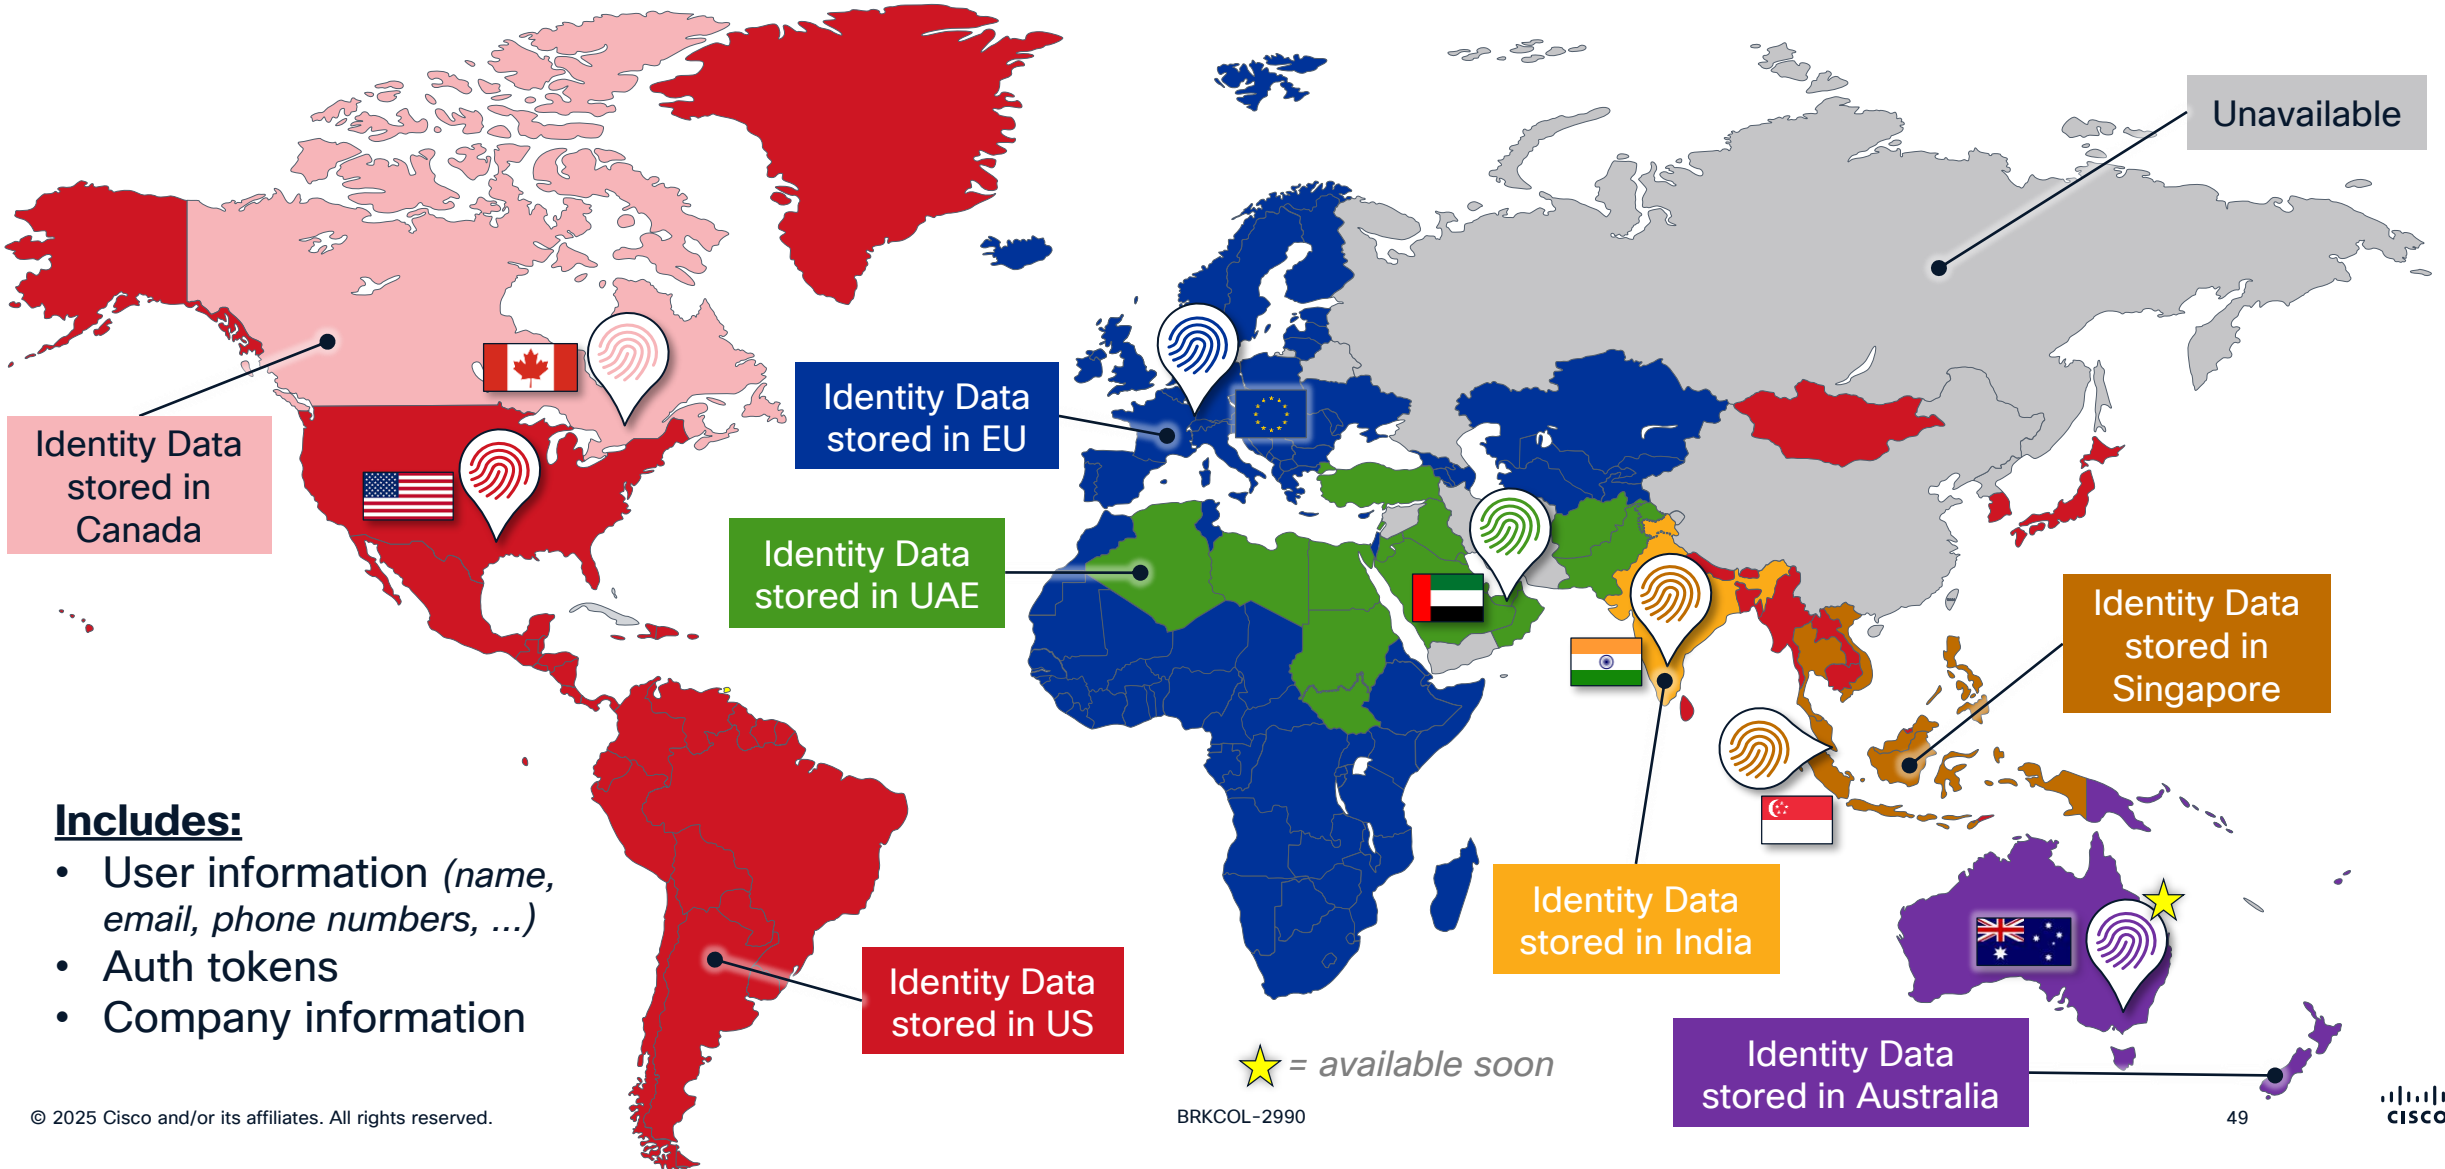 Unavailable
Identity Data
stored in
Canada
Identity Data
stored in EU
Identity Data
stored in UAE
Identity Data
stored in
Singapore
Includes:
• User information (name,
email, phone numbers, ...)
• Auth tokens
• Company information
Identity Data
stored in US
Identity Data
stored in India
= available soon
Identity Data
stored in Australia
© 2025 Cisco and/or its affiliates. All rights reserved.
BRKCOL-2990
49
CISCO